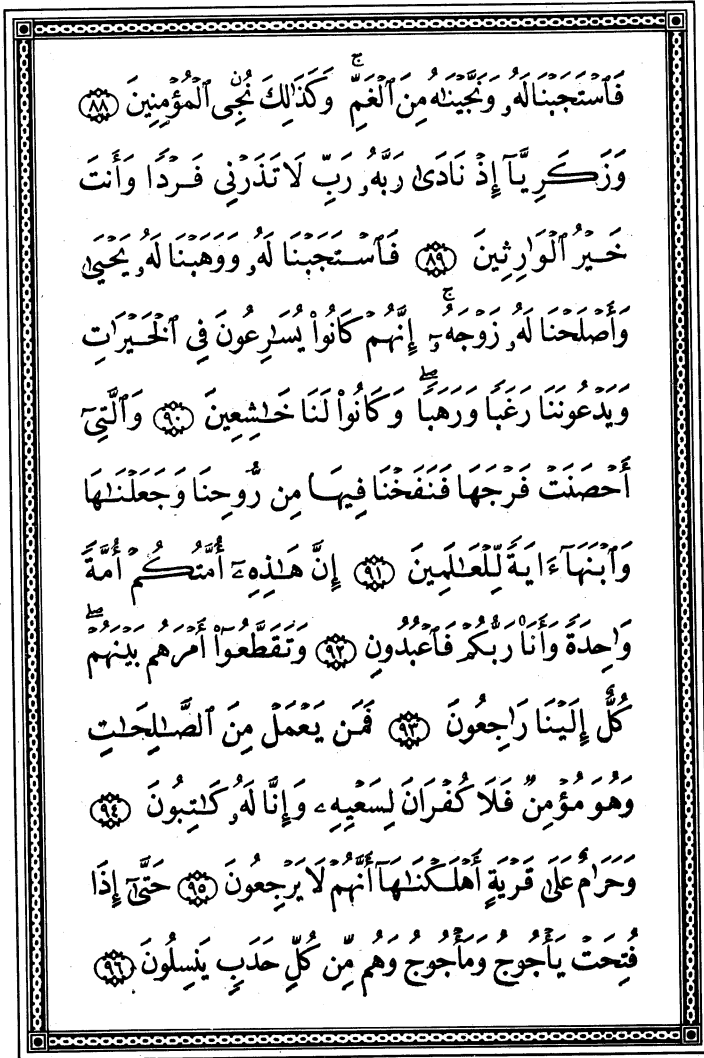 فَٱسْتَجَبْنَا لَهُۥ وَنَجَّيْنَٰهُ مِنَ ٱلْغَمِّ ۚ وَكَذَٰلِكَ نُـۨجِى ٱلْمُؤْمِنِينَ ﴿٨٨﴾
وَزَكَرِيَّآ إِذْ نَادَىٰ رَبَّهُۥ رَبِّ لَا تَذَرْنِى فَرْدًا وَأَنتَ
خَيْرُ ٱلْوَٰرِثِينَ ﴿٨٩﴾ فَٱسْتَجَبْنَا لَهُۥ وَوَهَبْنَا لَهُۥ يَحْيَىٰ
وَأَصْلَحْنَا لَهُۥ زَوْجَهُۥٓ ۚ إِنَّهُمْ كَانُوا۟ يُسَٰرِعُونَ فِى ٱلْخَيْرَٰتِ
وَيَدْعُونَنَا رَغَبًا وَرَهَبًا ۖ وَكَانُوا۟ لَنَا خَٰشِعِينَ ﴿٩٠﴾ وَٱلَّتِىٓ
أَحْصَنَتْ فَرْجَهَا فَنَفَخْنَا فِيهَا مِن رُّوحِنَا وَجَعَلْنَٰهَا
وَٱبْنَهَآ ءَايَةً لِّلْعَٰلَمِينَ ﴿٩١﴾ إِنَّ هَٰذِهِۦٓ أُمَّتُكُمْ أُمَّةً
وَٰحِدَةً وَأَنَا۠ رَبُّكُمْ فَٱعْبُدُونِ ﴿٩٢﴾ وَتَقَطَّعُوٓا۟ أَمْرَهُم بَيْنَهُمْ ۖ
كُلٌّ إِلَيْنَا رَٰجِعُونَ ﴿٩٣﴾ فَمَن يَعْمَلْ مِنَ ٱلصَّٰلِحَٰتِ
وَهُوَ مُؤْمِنٌ فَلَا كُفْرَانَ لِسَعْيِهِۦ وَإِنَّا لَهُۥ كَٰتِبُونَ ﴿٩٤﴾
وَحَرَٰمٌ عَلَىٰ قَرْيَةٍ أَهْلَكْنَٰهَآ أَنَّهُمْ لَا يَرْجِعُونَ ﴿٩٥﴾ حَتَّىٰٓ إِذَا
فُتِحَتْ يَأْجُوجُ وَمَأْجُوجُ وَهُم مِّن كُلِّ حَدَبٍ يَنسِلُونَ ﴿٩٦﴾